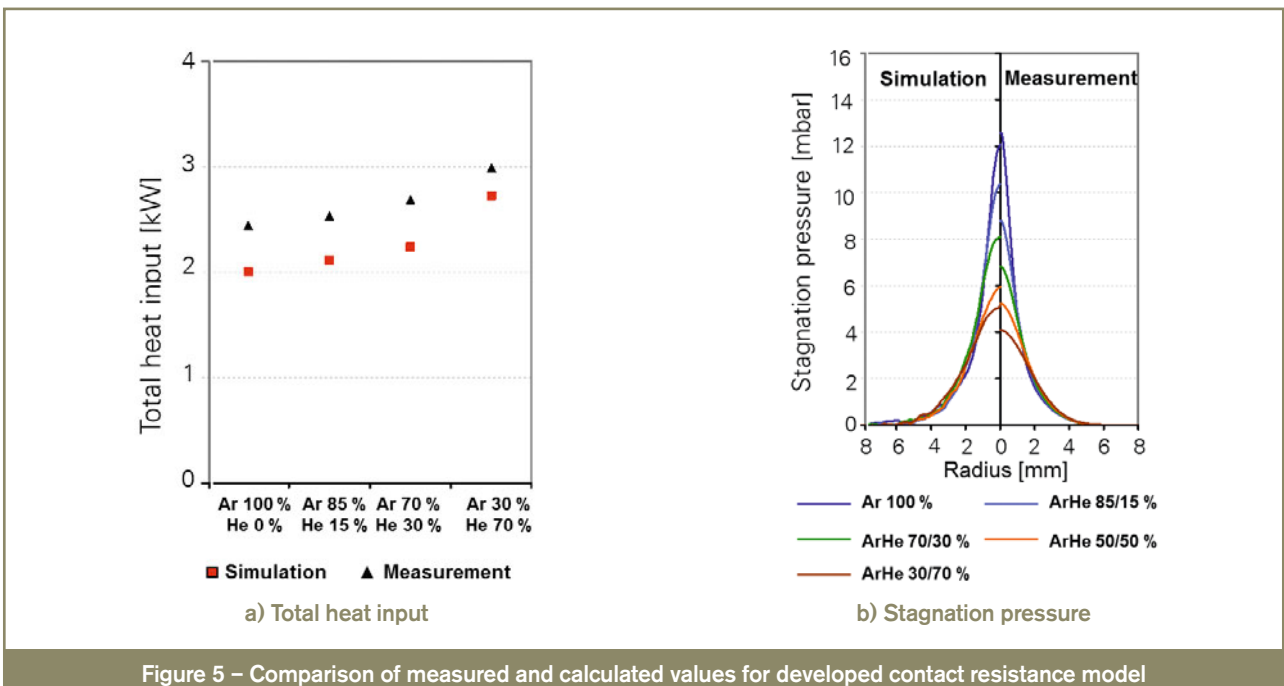 4
3
2
1
0
Total heat input [kW]
Ar 100 % Ar 85 % Ar 70 % Ar 30 %
He 0 % He 15 % He 30 % He 70 %
Simulation Measurement
a) Total heat input
16
14
12
10
8
6
4
2
0
Stagnation pressure [mbar]
Simulation Measurement
8 6 4 2 0 2 4 6 8
Radius [mm]
Ar 100 % ArHe 85/15 %
ArHe 70/30 % ArHe 50/50 %
ArHe 30/70 %
b) Stagnation pressure
Figure 5 – Comparison of measured and calculated values for developed contact resistance model